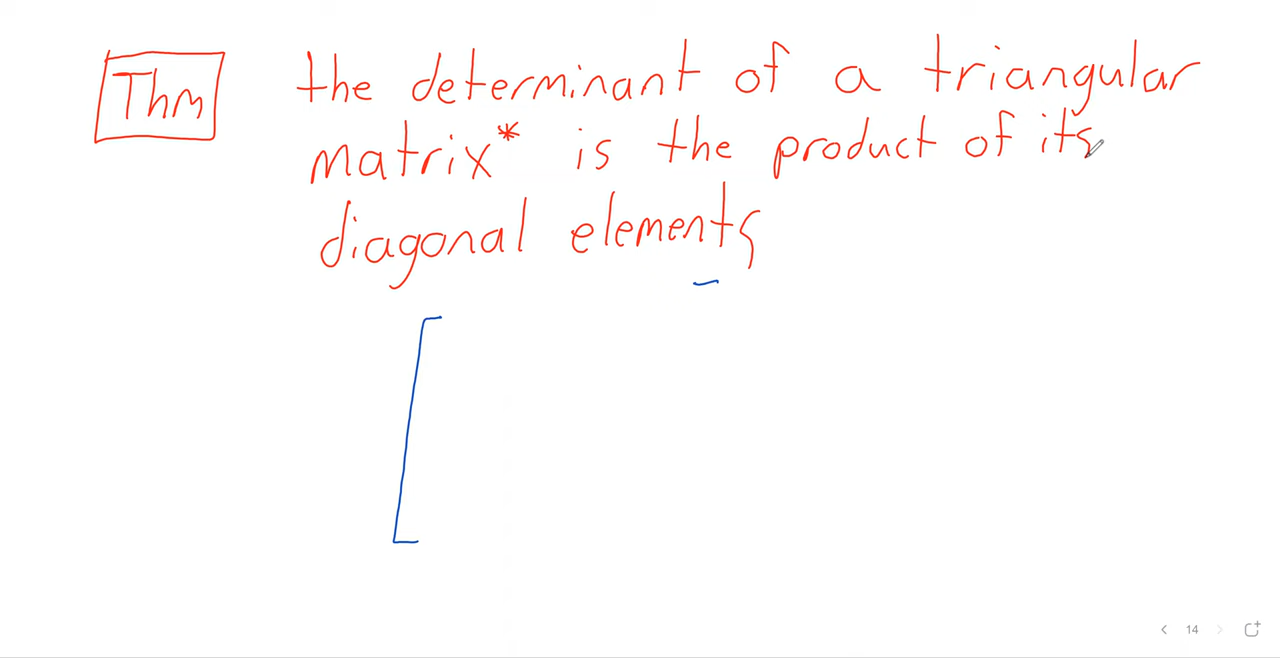 Thm the determinant of a triangular
matrix* is the product of its
diagonal elements
14